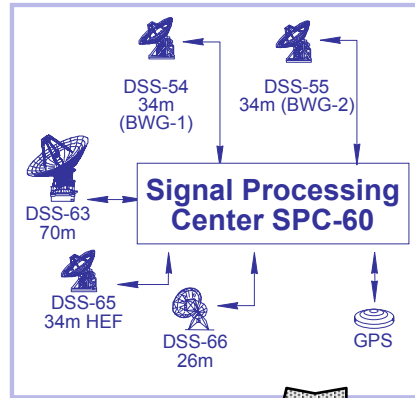 DSS-54
34m
(BWG-1)
DSS-55
34m (BWG-2)
Signal Processing
Center SPC-60
DSS-63
70m
DSS-65
34m HEF
DSS-66
26m
GPS